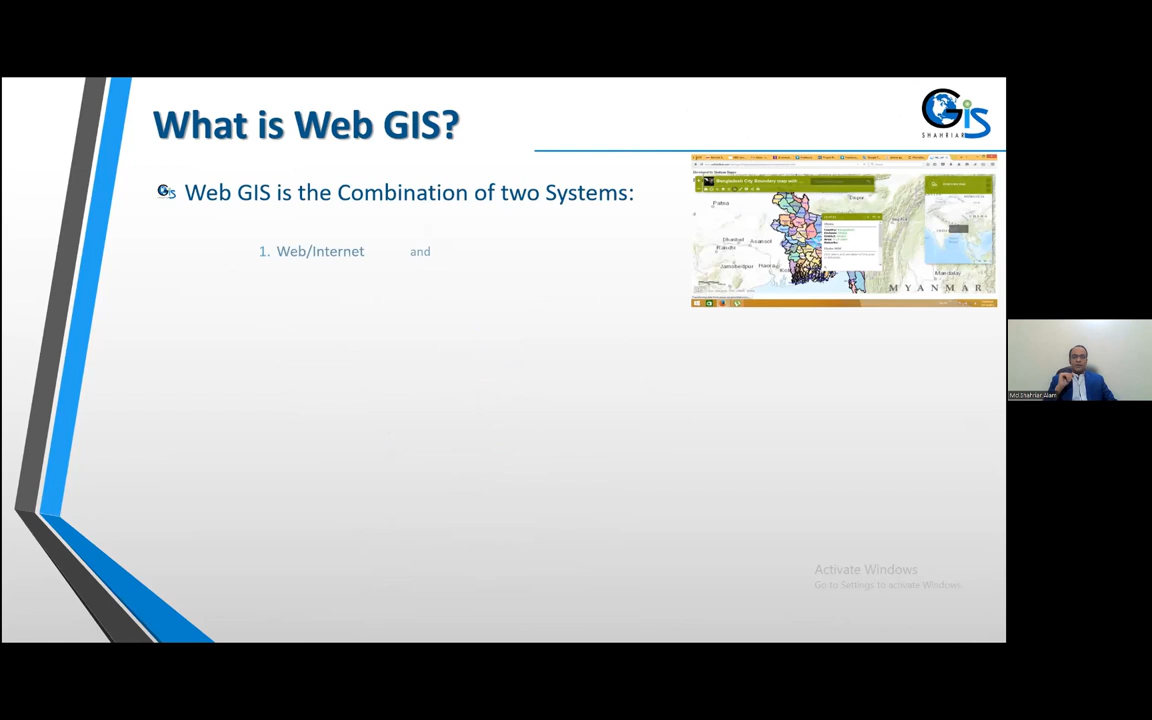 What is Web GIS?
GIS
SHAHRIAR
Web GIS is the Combination of two Systems:
1. Web/Internet and
Bangladesh City Boundary map with ...
Patna
Dhanbad
Asansol
Ranchi
Jamshedpur
Haora
Mandalay
MYANMAR
Md.Shahriar Alam
Activate Windows
Go to Settings to activate Windows.